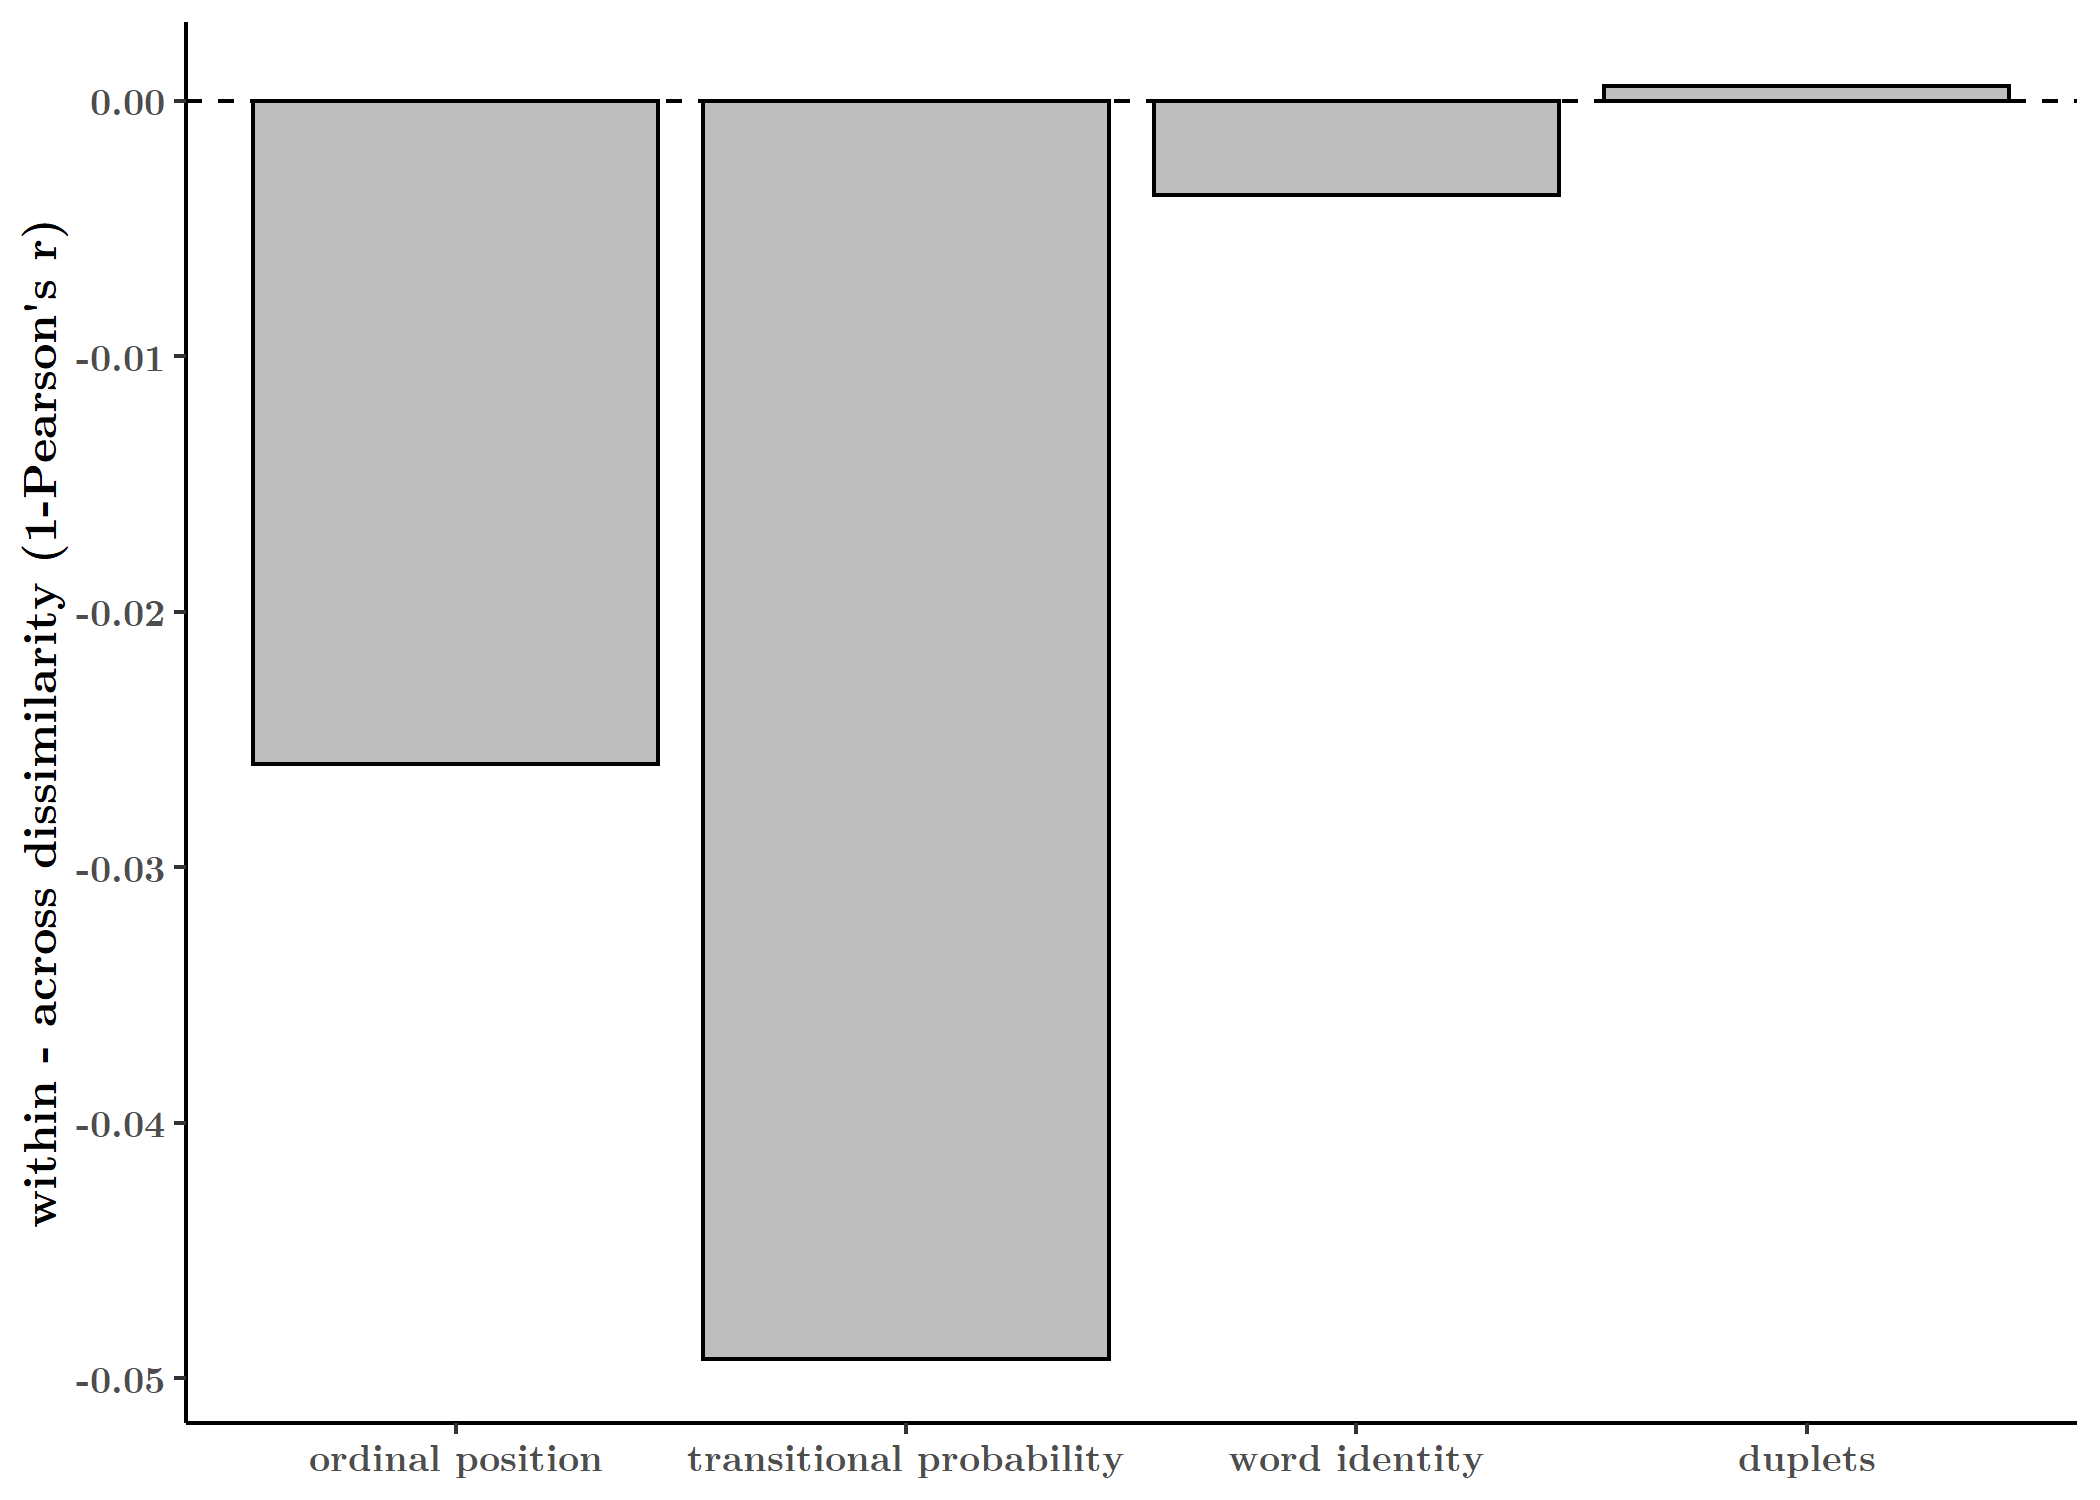 within - across dissimilarity (1-Pearson's r)
0.00
-0.01
-0.02
-0.03
-0.04
-0.05
ordinal position
transitional probability
word identity
duplets